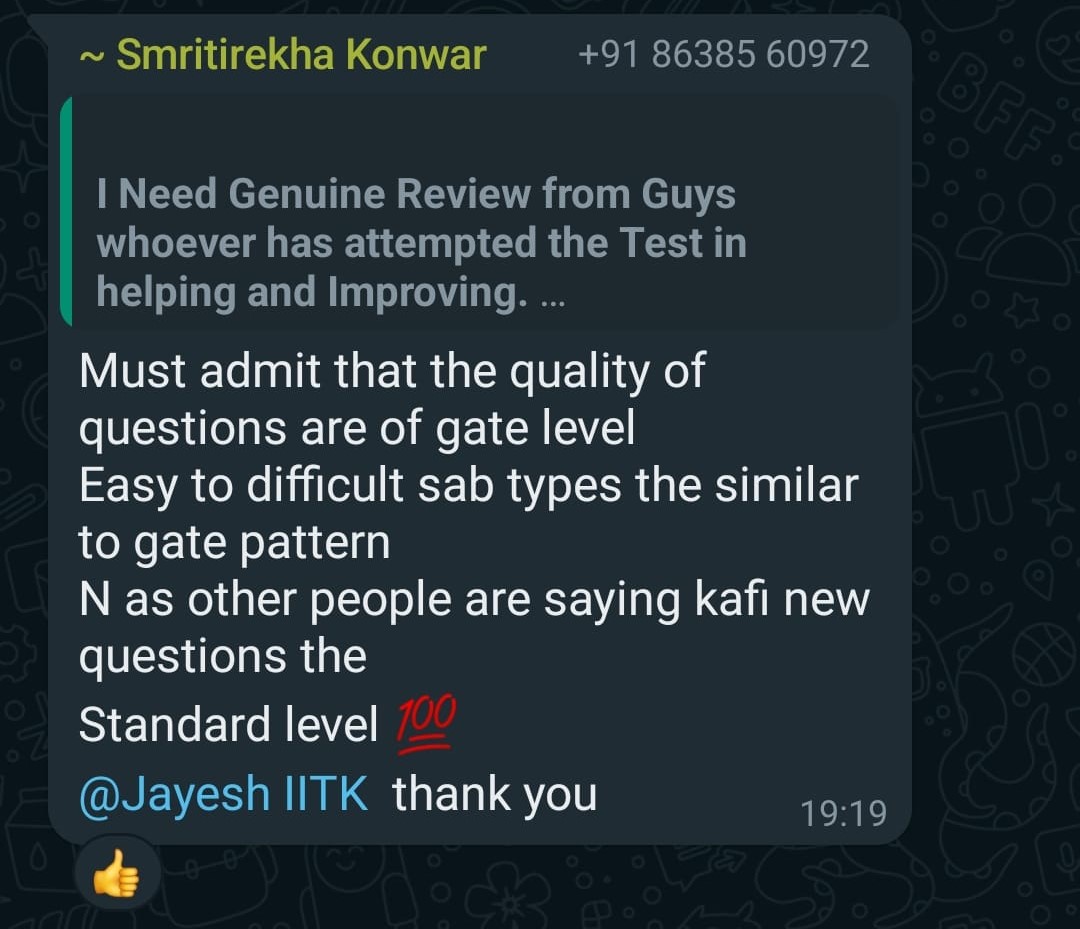 ~ Smritirekha Konwar +91 86385 60972
I Need Genuine Review from Guys
whoever has attempted the Test in
helping and Improving. ...
Must admit that the quality of
questions are of gate level
Easy to difficult sab types the similar
to gate pattern
N as other people are saying kafi new
questions the
Standard level 💯
@Jayesh IITK thank you
19:19
👍
BFF